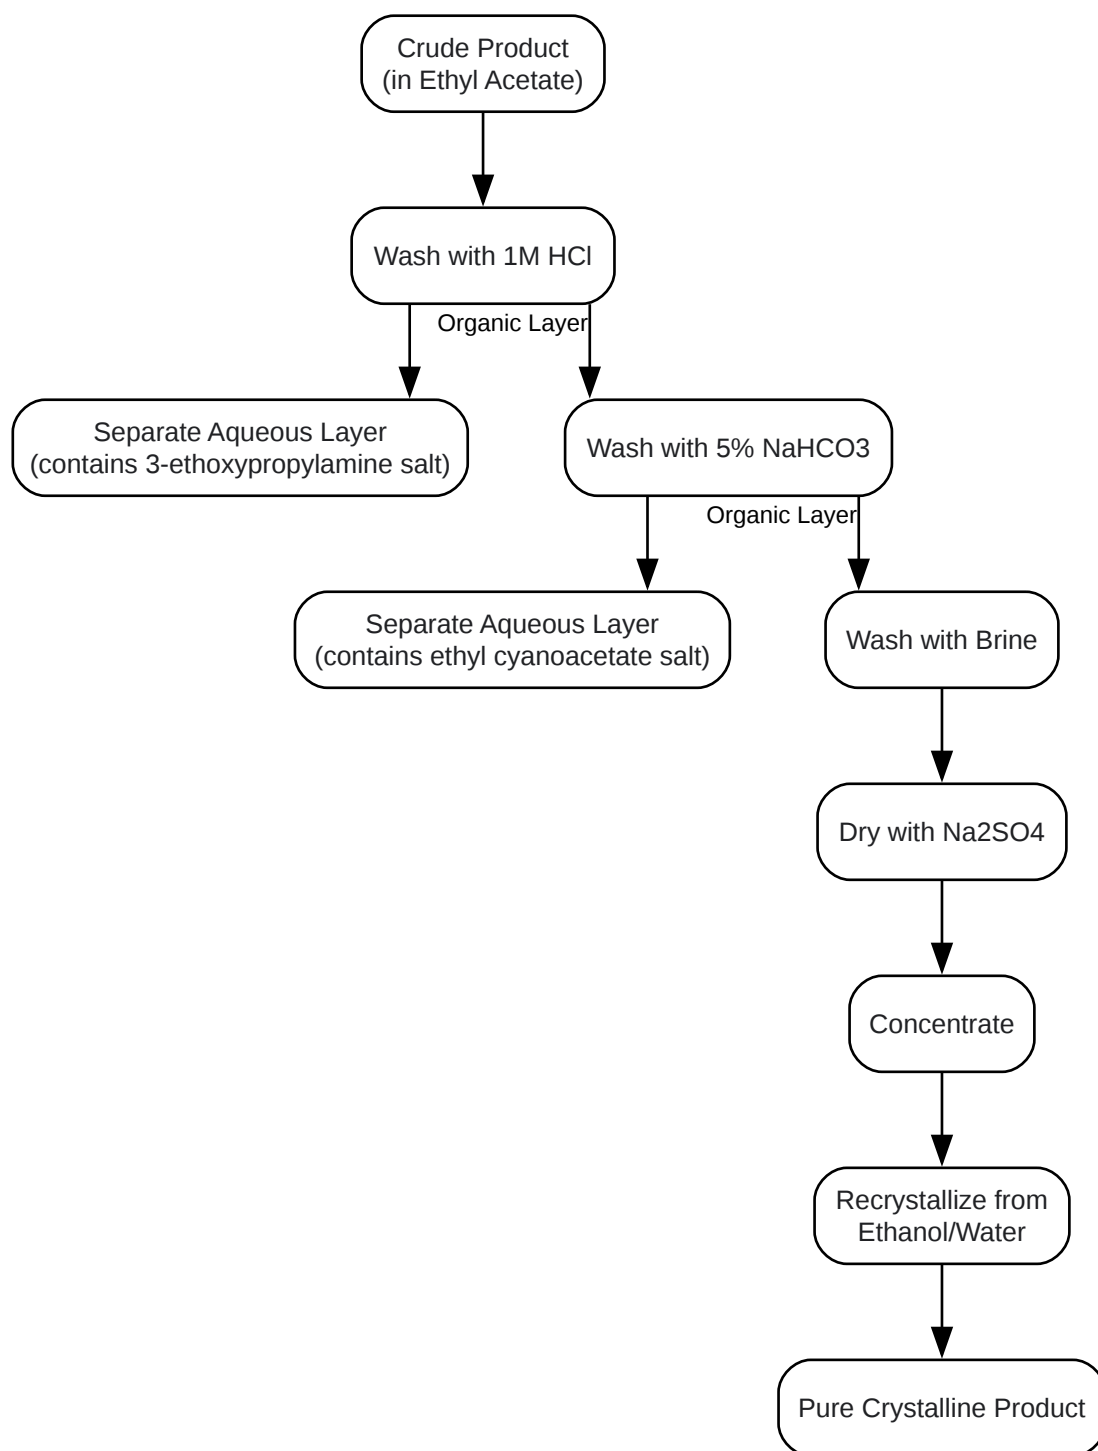 Crude Product
(in Ethyl Acetate)
Wash with 1M HCl
Organic Layer
Separate Aqueous Layer
(contains 3-ethoxypropylamine salt)
Wash with 5% NaHCO3
Organic Layer
Separate Aqueous Layer
(contains ethyl cyanoacetate salt)
Wash with Brine
Dry with Na2SO4
Concentrate
Recrystallize from
Ethanol/Water
Pure Crystalline Product